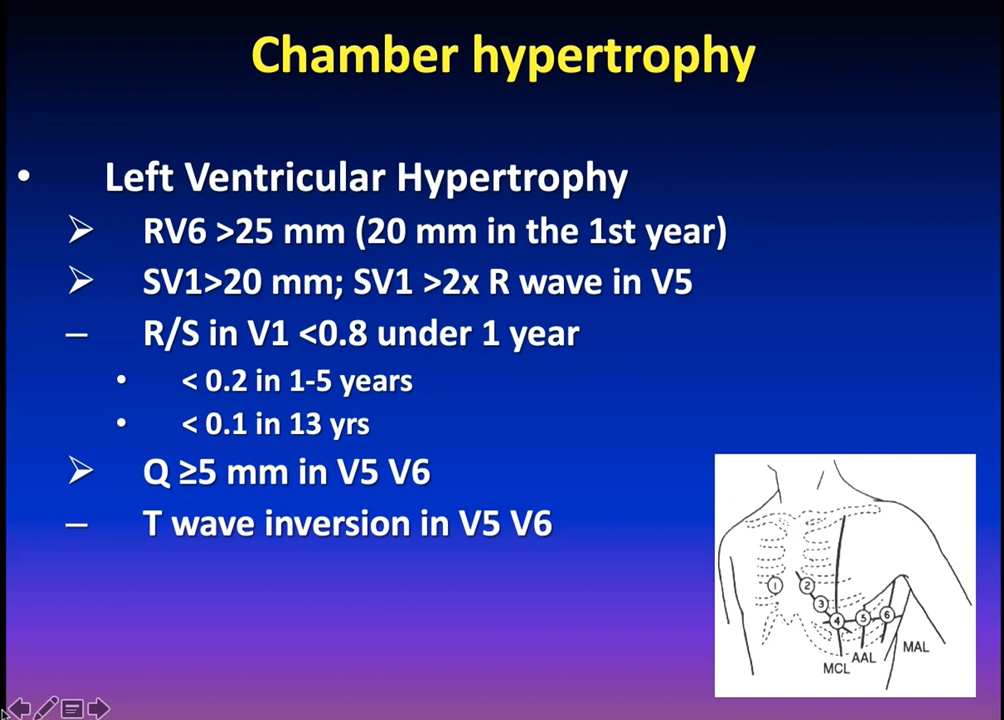 Chamber hypertrophy
• Left Ventricular Hypertrophy
➢ RV6 >25 mm (20 mm in the 1st year)
➢ SV1>20 mm; SV1 >2x R wave in V5
– R/S in V1 <0.8 under 1 year
• < 0.2 in 1-5 years
• < 0.1 in 13 yrs
➢ Q ≥5 mm in V5 V6
– T wave inversion in V5 V6
1 2
3
4 5 6
MCL AAL MAL